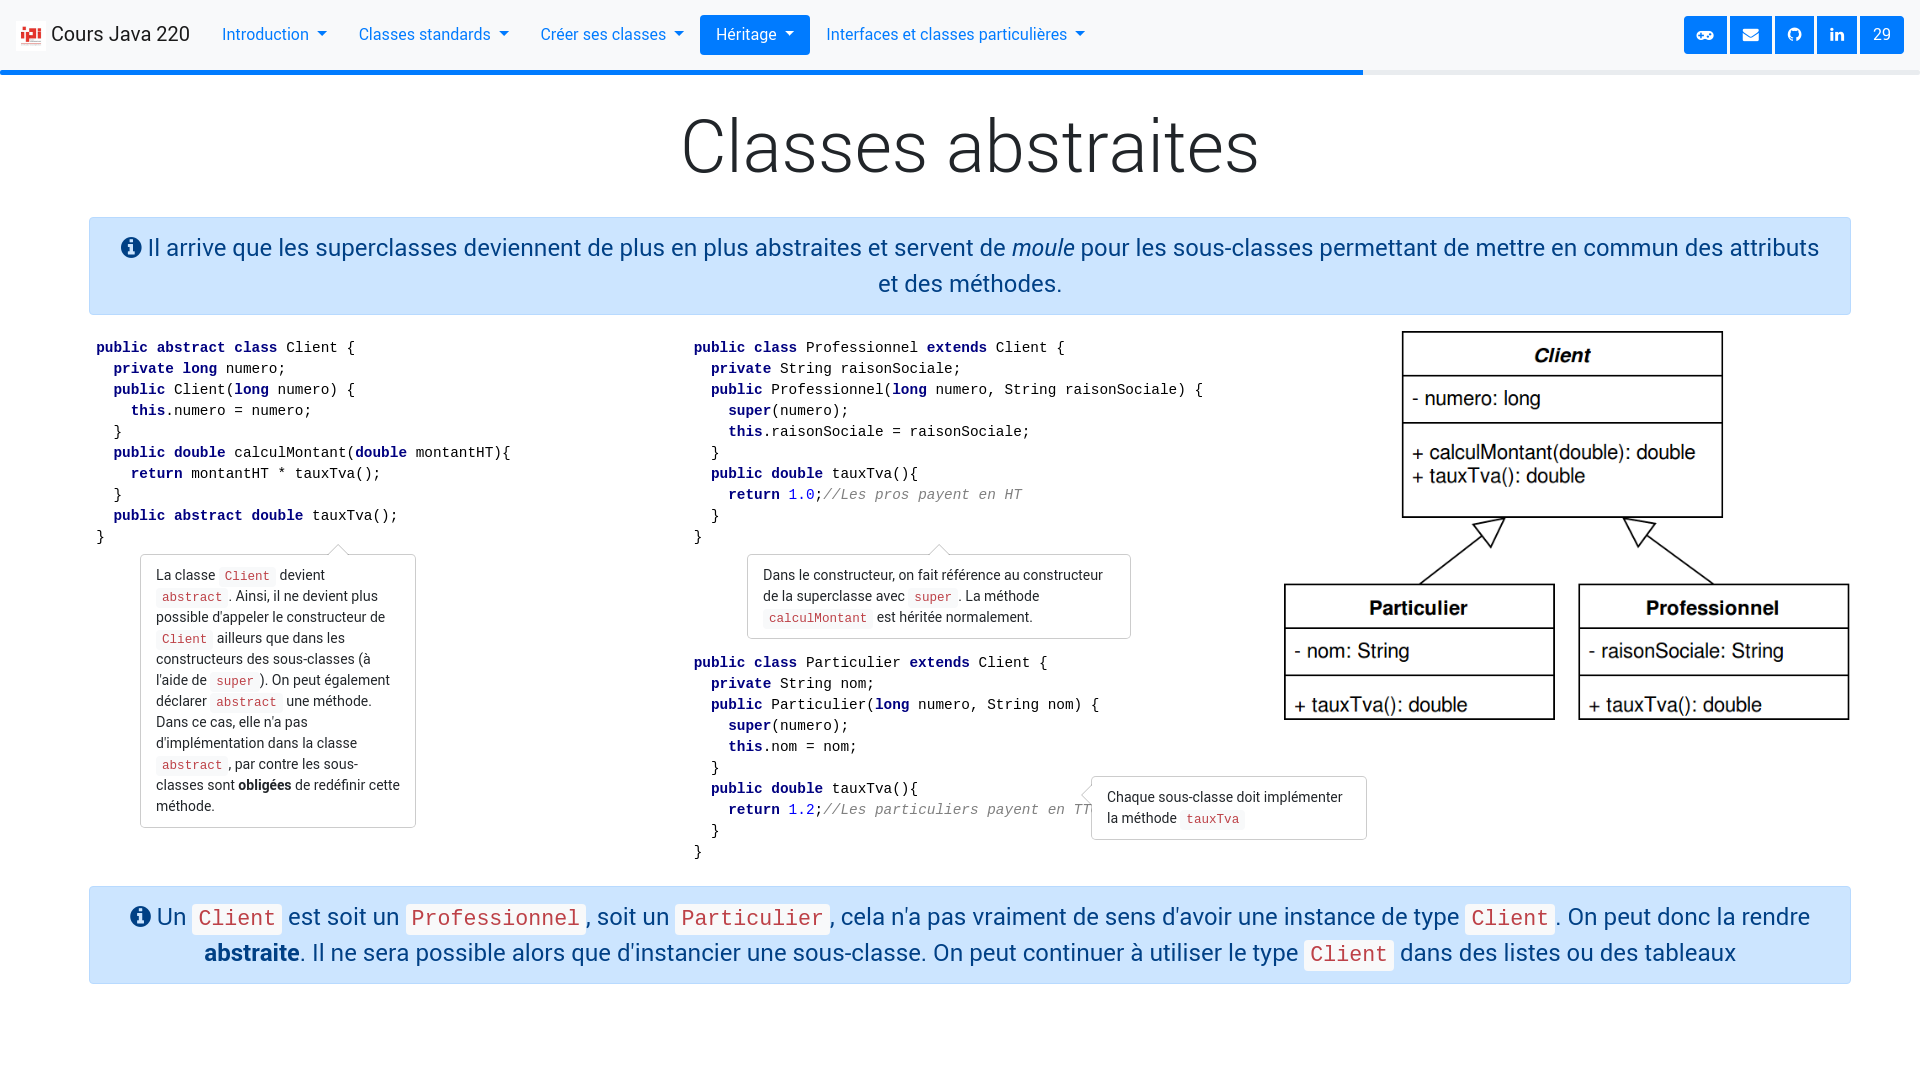 Cours Java 220
Introduction
Classes standards
Créer ses classes
Héritage
Interfaces et classes particulières
29
Classes abstraites
Il arrive que les superclasses deviennent de plus en plus abstraites et servent de moule pour les sous-classes permettant de mettre en commun des attributs
et des méthodes.
public abstract class Client {
  private long numero;
  public Client(long numero) {
    this.numero = numero;
  }
  public double calculMontant(double montantHT){
    return montantHT * tauxTva();
  }
  public abstract double tauxTva();
}
La classe Client devient
abstract . Ainsi, il ne devient plus
possible d'appeler le constructeur de
Client ailleurs que dans les
constructeurs des sous-classes (à
l'aide de super ). On peut également
déclarer abstract une méthode.
Dans ce cas, elle n'a pas
d'implémentation dans la classe
abstract , par contre les sous-
classes sont obligées de redéfinir cette
méthode.
public class Professionnel extends Client {
  private String raisonSociale;
  public Professionnel(long numero, String raisonSociale) {
    super(numero);
    this.raisonSociale = raisonSociale;
  }
  public double tauxTva(){
    return 1.0;//Les pros payent en HT
  }
}
Dans le constructeur, on fait référence au constructeur
de la superclasse avec super . La méthode
calculMontant est héritée normalement.
public class Particulier extends Client {
  private String nom;
  public Particulier(long numero, String nom) {
    super(numero);
    this.nom = nom;
  }
  public double tauxTva(){
    return 1.2;//Les particuliers payent en TT
  }
}
Chaque sous-classe doit implémenter
la méthode tauxTva
Client
- numero: long
+ calculMontant(double): double
+ tauxTva(): double
Particulier
- nom: String
+ tauxTva(): double
Professionnel
- raisonSociale: String
+ tauxTva(): double
Un Client est soit un Professionnel, soit un Particulier, cela n'a pas vraiment de sens d'avoir une instance de type Client. On peut donc la rendre
abstraite. Il ne sera possible alors que d'instancier une sous-classe. On peut continuer à utiliser le type Client dans des listes ou des tableaux